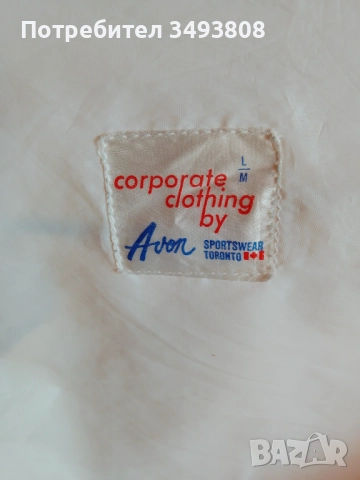 Потребител 3493808
L
M
corporate
clothing
by
Avon SPORTSWEAR
TORONTO
BAZAR